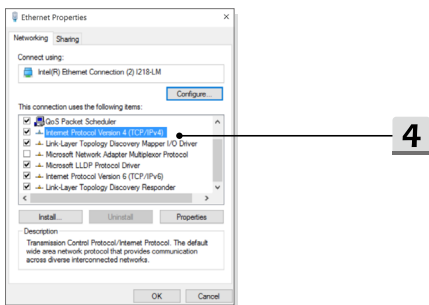 Ethernet Properties
Networking Sharing
Connect using:
Intel(R) Ethernet Connection (2) I218-LM
Configure...
This connection uses the following items:
QoS Packet Scheduler
Internet Protocol Version 4 (TCP/IPv4)
Link-Layer Topology Discovery Mapper I/O Driver
Microsoft Network Adapter Multiplexor Protocol
Microsoft LLDP Protocol Driver
Internet Protocol Version 6 (TCP/IPv6)
Link-Layer Topology Discovery Responder
4
Install... Uninstall Properties
Description
Transmission Control Protocol/Internet Protocol. The default
wide area network protocol that provides communication
across diverse interconnected networks.
OK Cancel